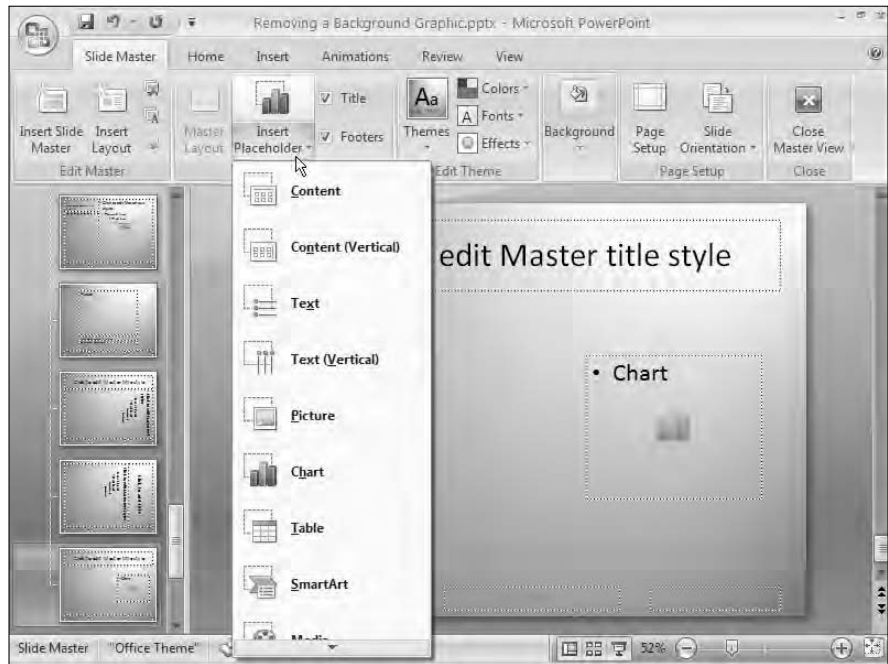 Removing a Background Graphic.pptx - Microsoft PowerPoint
Slide Master Home Insert Animations Review View
Insert Slide Master
Insert Layout
Master Layout
Insert Placeholder
Title
Footers
Aa
Themes
Colors
A Fonts
Effects
Background
Page Setup
Slide Orientation
Close Master View
Edit Master
Edit Theme
Page Setup
Close
Content
Content (Vertical)
Text
Text (Vertical)
Picture
Chart
Table
SmartArt
Media
edit Master title style
• Chart
Slide Master "Office Theme" 52%